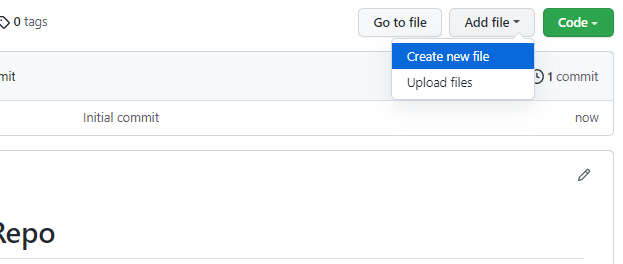 0 tags
Go to file
Add file
Code
Create new file
Upload files
1 commit
Initial commit
now
Repo